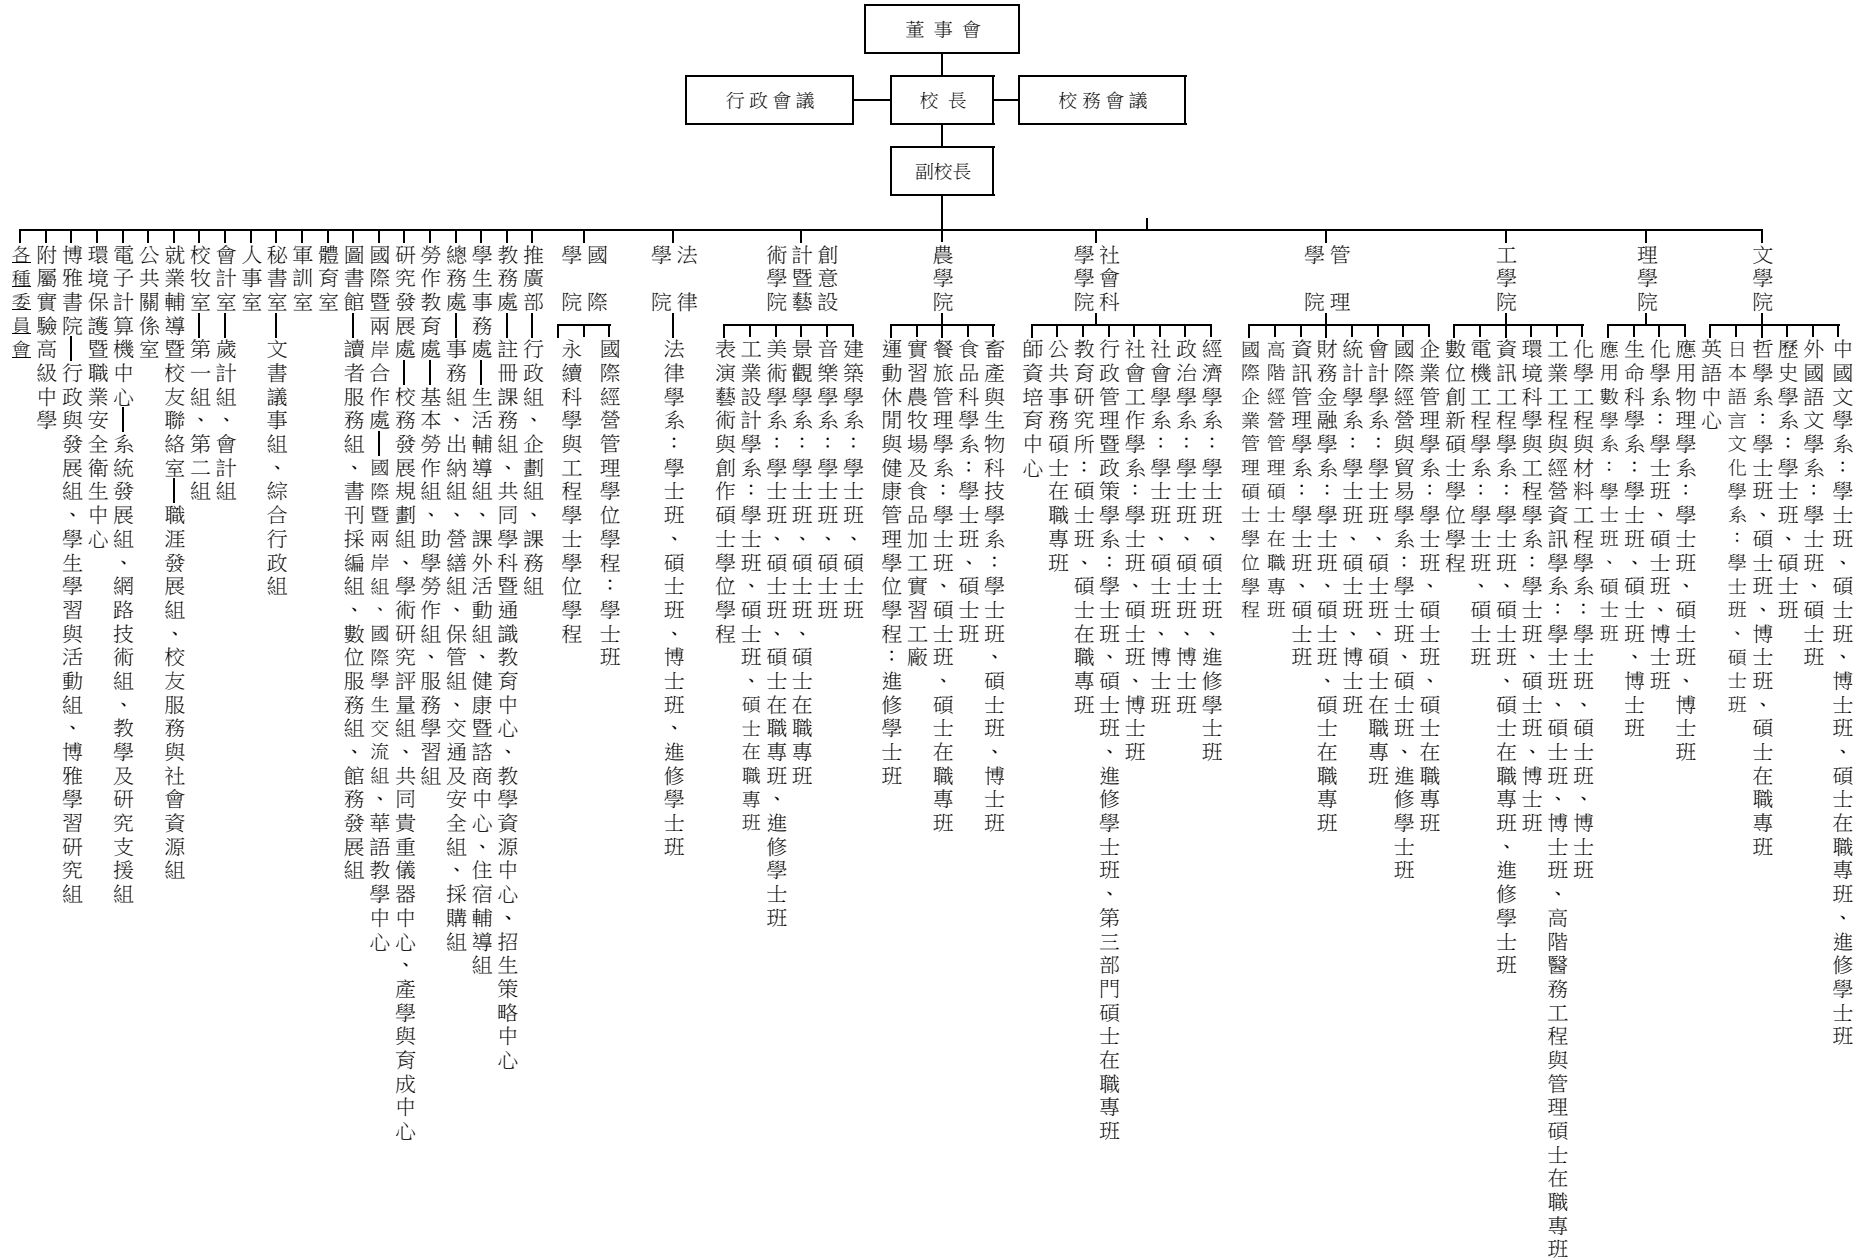 董事會
行政會議
校長
校務會議
副校長
文學院
中國文學系：學士班、碩士班、博士班、碩士在職專班、進修學士班
外國語文學系：學士班、碩士班
歷史學系：學士班、碩士班
哲學系：學士班、碩士班、博士班、碩士在職專班
日本語言文化學系：學士班、碩士班
英語中心
理學院
應用物理學系：學士班、碩士班、博士班
化學系：學士班、碩士班、博士班
生命科學系：學士班、碩士班、博士班
應用數學系：學士班、碩士班
工學院
化學工程與材料工程學系：學士班、碩士班、博士班
工業工程與經營資訊學系：學士班、碩士班、博士班、高階醫務工程與管理碩士在職專班
環境科學與工程學系：學士班、碩士班、博士班
資訊工程學系：學士班、碩士班、碩士在職專班、進修學士班
電機工程學系：學士班、碩士班
數位創新碩士學位學程
管理學院
企業管理學系：學士班、碩士班、碩士在職專班
國際經營與貿易學系：學士班、碩士班、進修學士班
會計學系：學士班、碩士班、碩士在職專班
統計學系：學士班、碩士班、博士班
財務金融學系：學士班、碩士班、博士班、碩士在職專班
資訊管理學系：學士班、碩士班
高階經營管理碩士在職專班
國際企業管理碩士學位學程
社會科學學院
經濟學系：學士班、碩士班、進修學士班
政治學系：學士班、碩士班、博士班
社會學系：學士班、碩士班、博士班
社會工作學系：學士班、碩士班、博士班
行政管理暨政策學系：學士班、碩士班、進修學士班、第三部門碩士在職專班
教育研究所：碩士班、碩士在職專班
公共事務碩士在職專班
師資培育中心
農學院
畜產與生物科技學系：學士班、碩士班、博士班
食品科學系：學士班、碩士班
餐旅管理學系：學士班、碩士班、碩士在職專班
實習農牧場及食品加工實習工廠
運動休閒與健康管理學位學程：進修學士班
創意設計暨藝術學院
建築學系：學士班、碩士班
音樂學系：學士班、碩士班
景觀學系：學士班、碩士班、碩士在職專班
美術學系：學士班、碩士班、碩士在職專班、進修學士班
工業設計學系：學士班、碩士班、碩士在職專班
表演藝術與創作碩士學位學程
法律學院
法律學系：學士班、碩士班、博士班、進修學士班
國際學院
國際經營管理學位學程：學士班
永續科學與工程學士學位學程
推廣部 行政組、企劃組、課務組
教務處 註冊課務組、共同學科暨通識教育中心、教學資源中心、招生策略中心
學生事務處 生活輔導組、課外活動組、健康暨諮商中心、住宿輔導組
總務處 事務組、出納組、營繕組、保管組、交通及安全組、採購組
勞作教育處 基本勞作組、助學勞作組、服務學習組
研究發展處 校務發展規劃組、學術研究評量組、共同貴重儀器中心、產學與育成中心
國際暨兩岸合作處 國際暨兩岸組、國際學生交流組、華語教學中心
圖書館 讀者服務組、書刊採編組、數位服務組、館務發展組
體育室
軍訓室
秘書室 文書議事組、綜合行政組
人事室
會計室 歲計組、會計組
校牧室 第一組、第二組
就業輔導暨校友聯絡室 職涯發展組、校友服務與社會資源組
公共關係室
電子計算機中心 系統發展組、網路技術組、教學及研究支援組
環境保護暨職業安全衛生中心
博雅書院 行政與發展組、學生學習與活動組、博雅學習研究組
附屬實驗高級中學
各種委員會